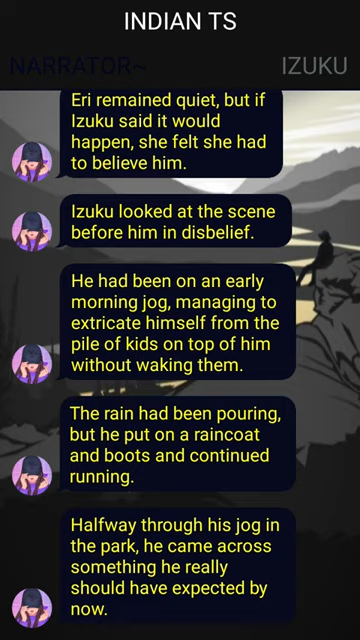 INDIAN TS
NARRATOR~
IZUKU
Eri remained quiet, but if
Izuku said it would
happen, she felt she had
to believe him.
Izuku looked at the scene
before him in disbelief.
He had been on an early
morning jog, managing to
extricate himself from the
pile of kids on top of him
without waking them.
The rain had been pouring,
but he put on a raincoat
and boots and continued
running.
Halfway through his jog in
the park, he came across
something he really
should have expected by
now.